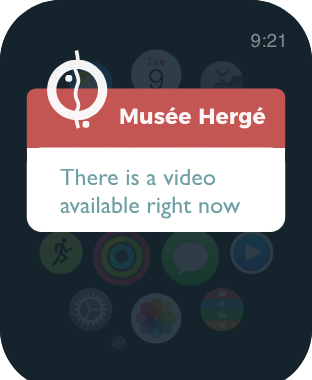 9:21
Tue
9
Musée Hergé
There is a video
available right now